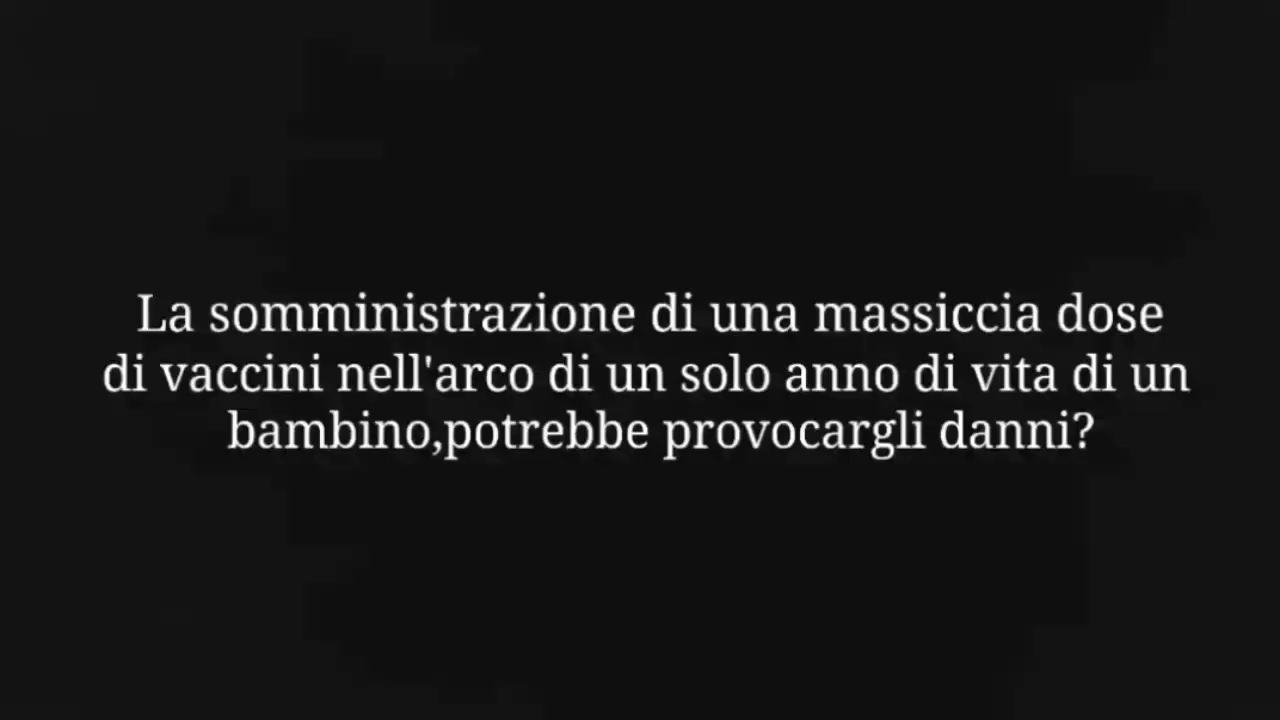 La somministrazione di una massiccia dose
di vaccini nell'arco di un solo anno di vita di un
bambino,potrebbe provocargli danni?